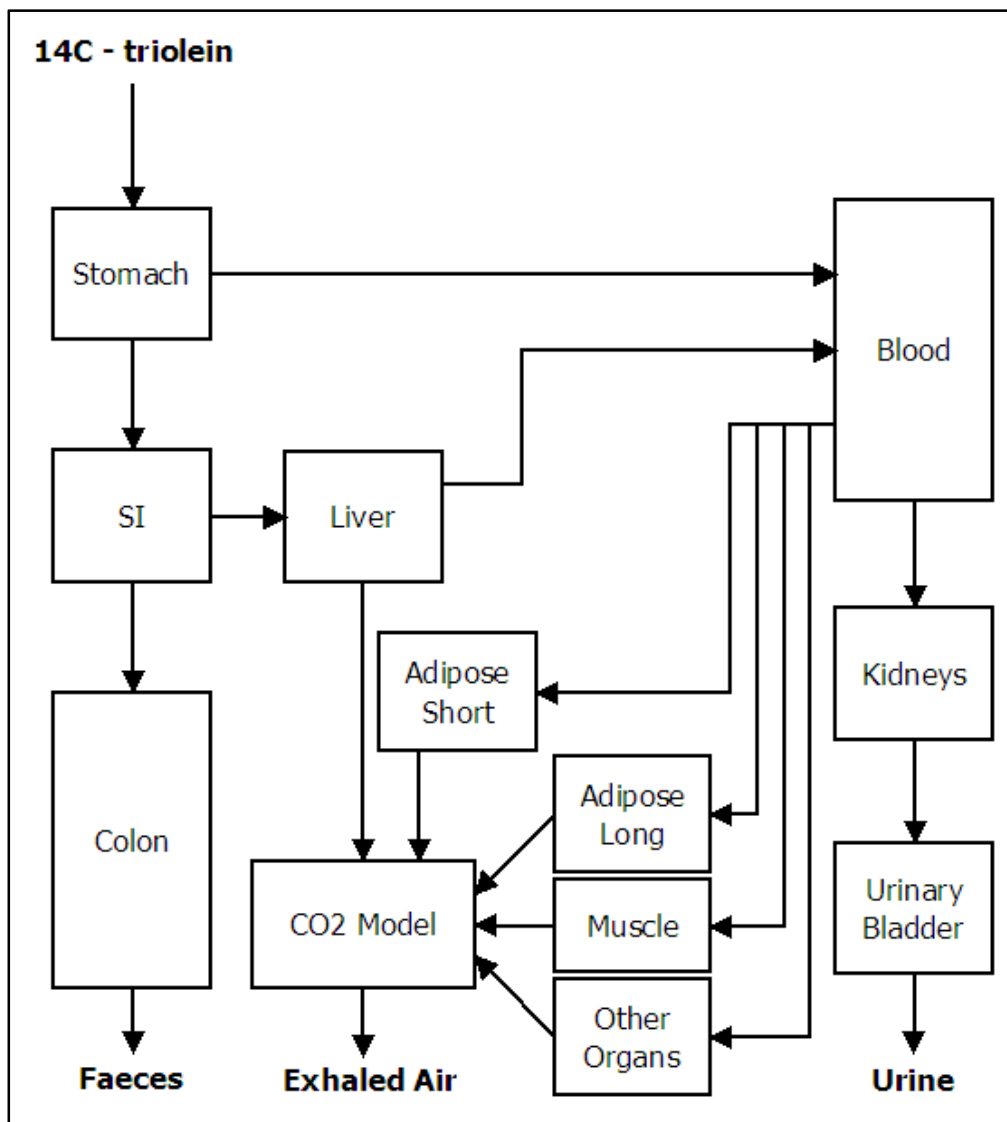 14C - triolein
Stomach
Blood
SI
Liver
Adipose
Short
Kidneys
Colon
Adipose
Long
CO2 Model
Muscle
Urinary
Bladder
Other
Organs
Faeces
Exhaled Air
Urine